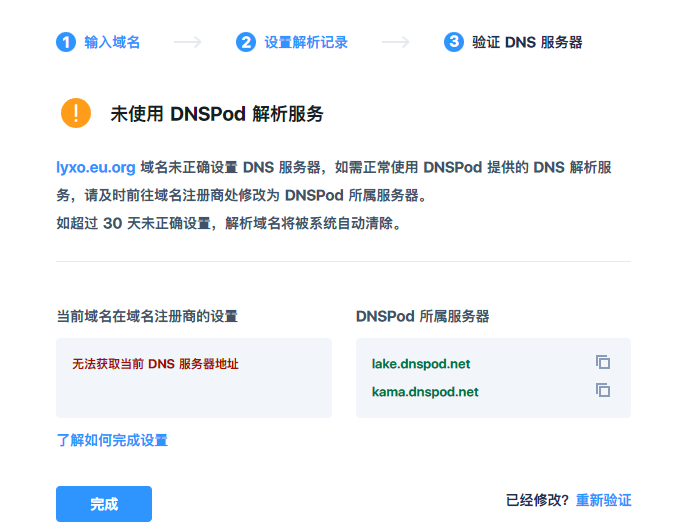 1 输入域名 2 设置解析记录 3 验证 DNS 服务器
! 未使用 DNSPod 解析服务
lyxo.eu.org 域名未正确设置 DNS 服务器，如需正常使用 DNSPod 提供的 DNS 解析服
务，请及时前往域名注册商处修改为 DNSPod 所属服务器。
如超过 30 天未正确设置，解析域名将被系统自动清除。
当前域名在域名注册商的设置
无法获取当前 DNS 服务器地址
DNSPod 所属服务器
lake.dnspod.net
kama.dnspod.net
了解如何完成设置
完成
已经修改？重新验证